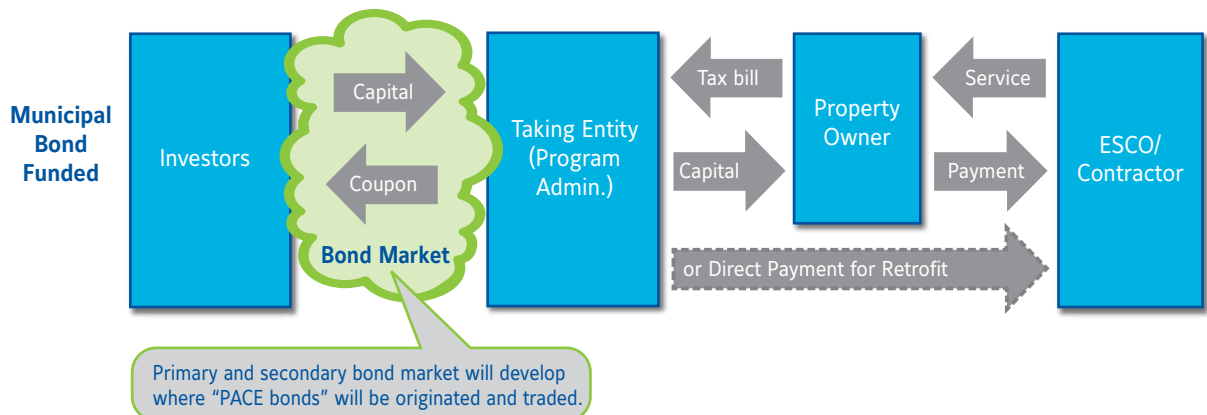 Municipal
Bond
Funded
Investors
Capital
Coupon
Bond Market
Taking Entity
(Program
Admin.)
Tax bill
Capital
Property
Owner
Service
Payment
or Direct Payment for Retrofit
ESCO/
Contractor
Primary and secondary bond market will develop
where “PACE bonds” will be originated and traded.